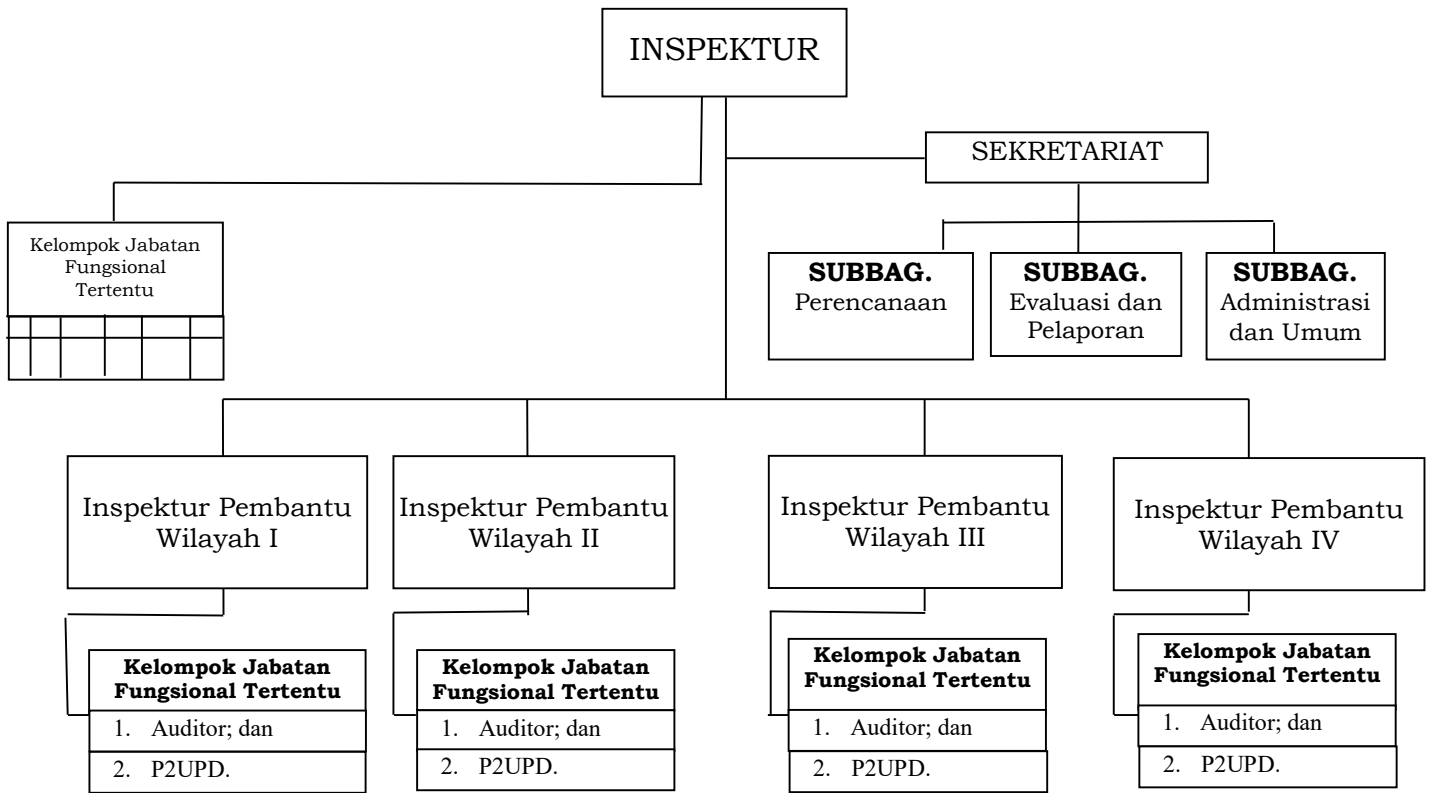 INSPEKTUR
SEKRETARIAT
Kelompok Jabatan
Fungsional
Tertentu
SUBBAG.
Perencanaan
SUBBAG.
Evaluasi dan
Pelaporan
SUBBAG.
Administrasi
dan Umum
Inspektur Pembantu
Wilayah I
Inspektur Pembantu
Wilayah II
Inspektur Pembantu
Wilayah III
Inspektur Pembantu
Wilayah IV
Kelompok Jabatan
Fungsional Tertentu
1. Auditor; dan
2. P2UPD.
Kelompok Jabatan
Fungsional Tertentu
1. Auditor; dan
2. P2UPD.
Kelompok Jabatan
Fungsional Tertentu
1. Auditor; dan
2. P2UPD.
Kelompok Jabatan
Fungsional Tertentu
1. Auditor; dan
2. P2UPD.